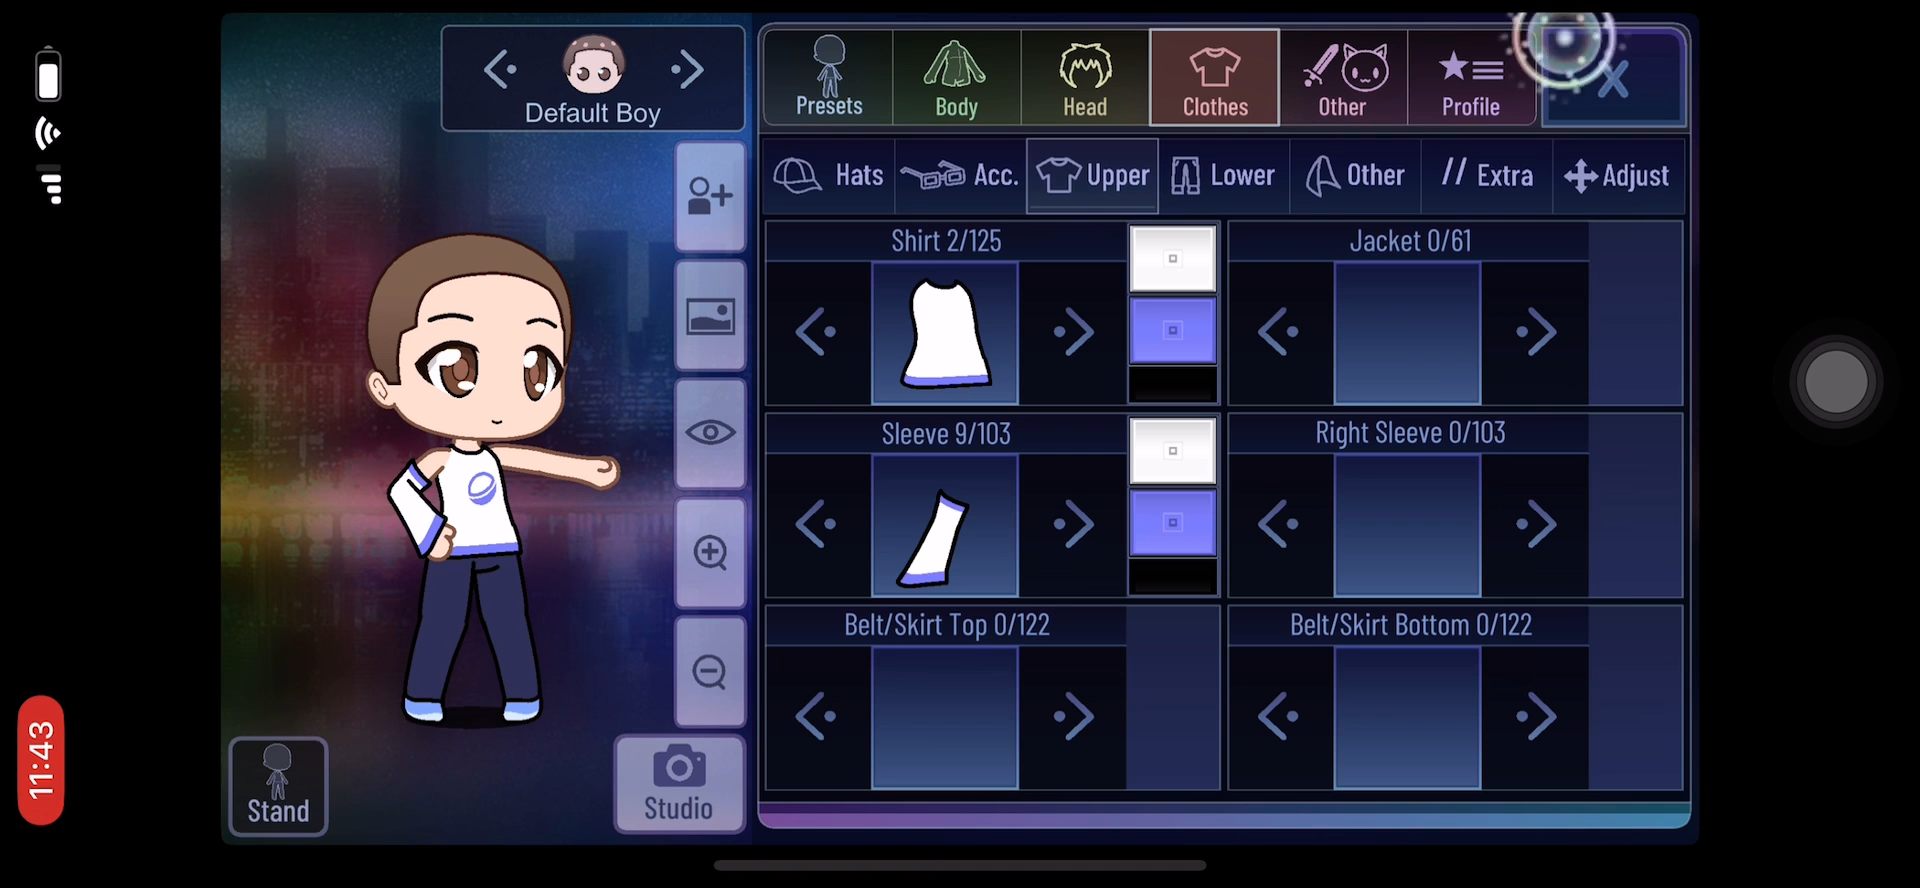 11:43
Default Boy
Presets
Body
Head
Clothes
Other
Profile
X
Hats
Acc.
Upper
Lower
Other
Extra
Adjust
Shirt 2/125
Jacket 0/61
Sleeve 9/103
Right Sleeve 0/103
Belt/Skirt Top 0/122
Belt/Skirt Bottom 0/122
Stand
Studio